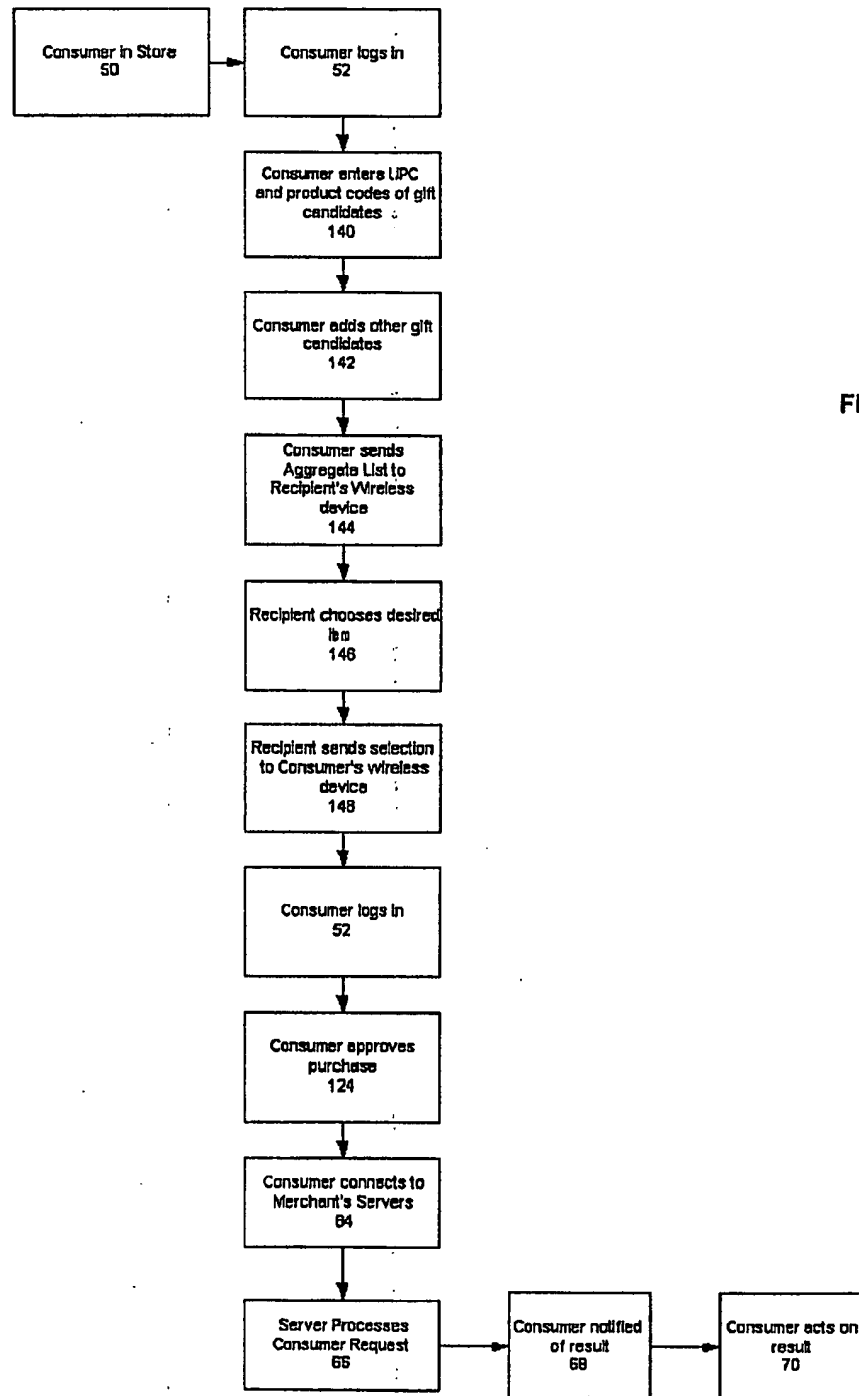 Consumer in Store
50
Consumer logs in
52
Consumer enters UPC
and product codes of gift
candidates
140
Consumer adds other gift
candidates
142
Consumer sends
Aggregate List to
Recipient's Wireless
device
144
FI
Recipient chooses desired
item
146
Recipient sends selection
to Consumer's wireless
device
148
Consumer logs in
52
Consumer approves
purchase
124
Consumer connects to
Merchant's Servers
64
Server Processes
Consumer Request
66
Consumer notified
of result
68
Consumer acts on
result
70